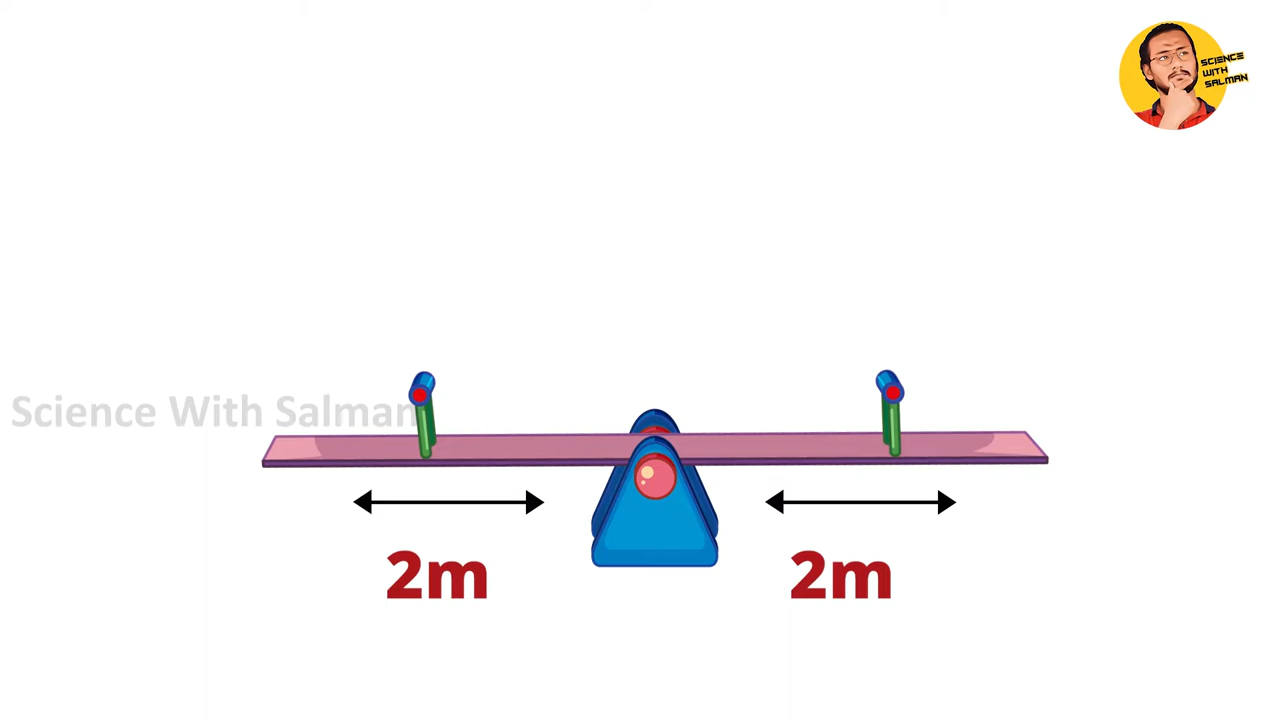 SCIENCE
WITH
SALMAN
Science With Salman
2m
2m